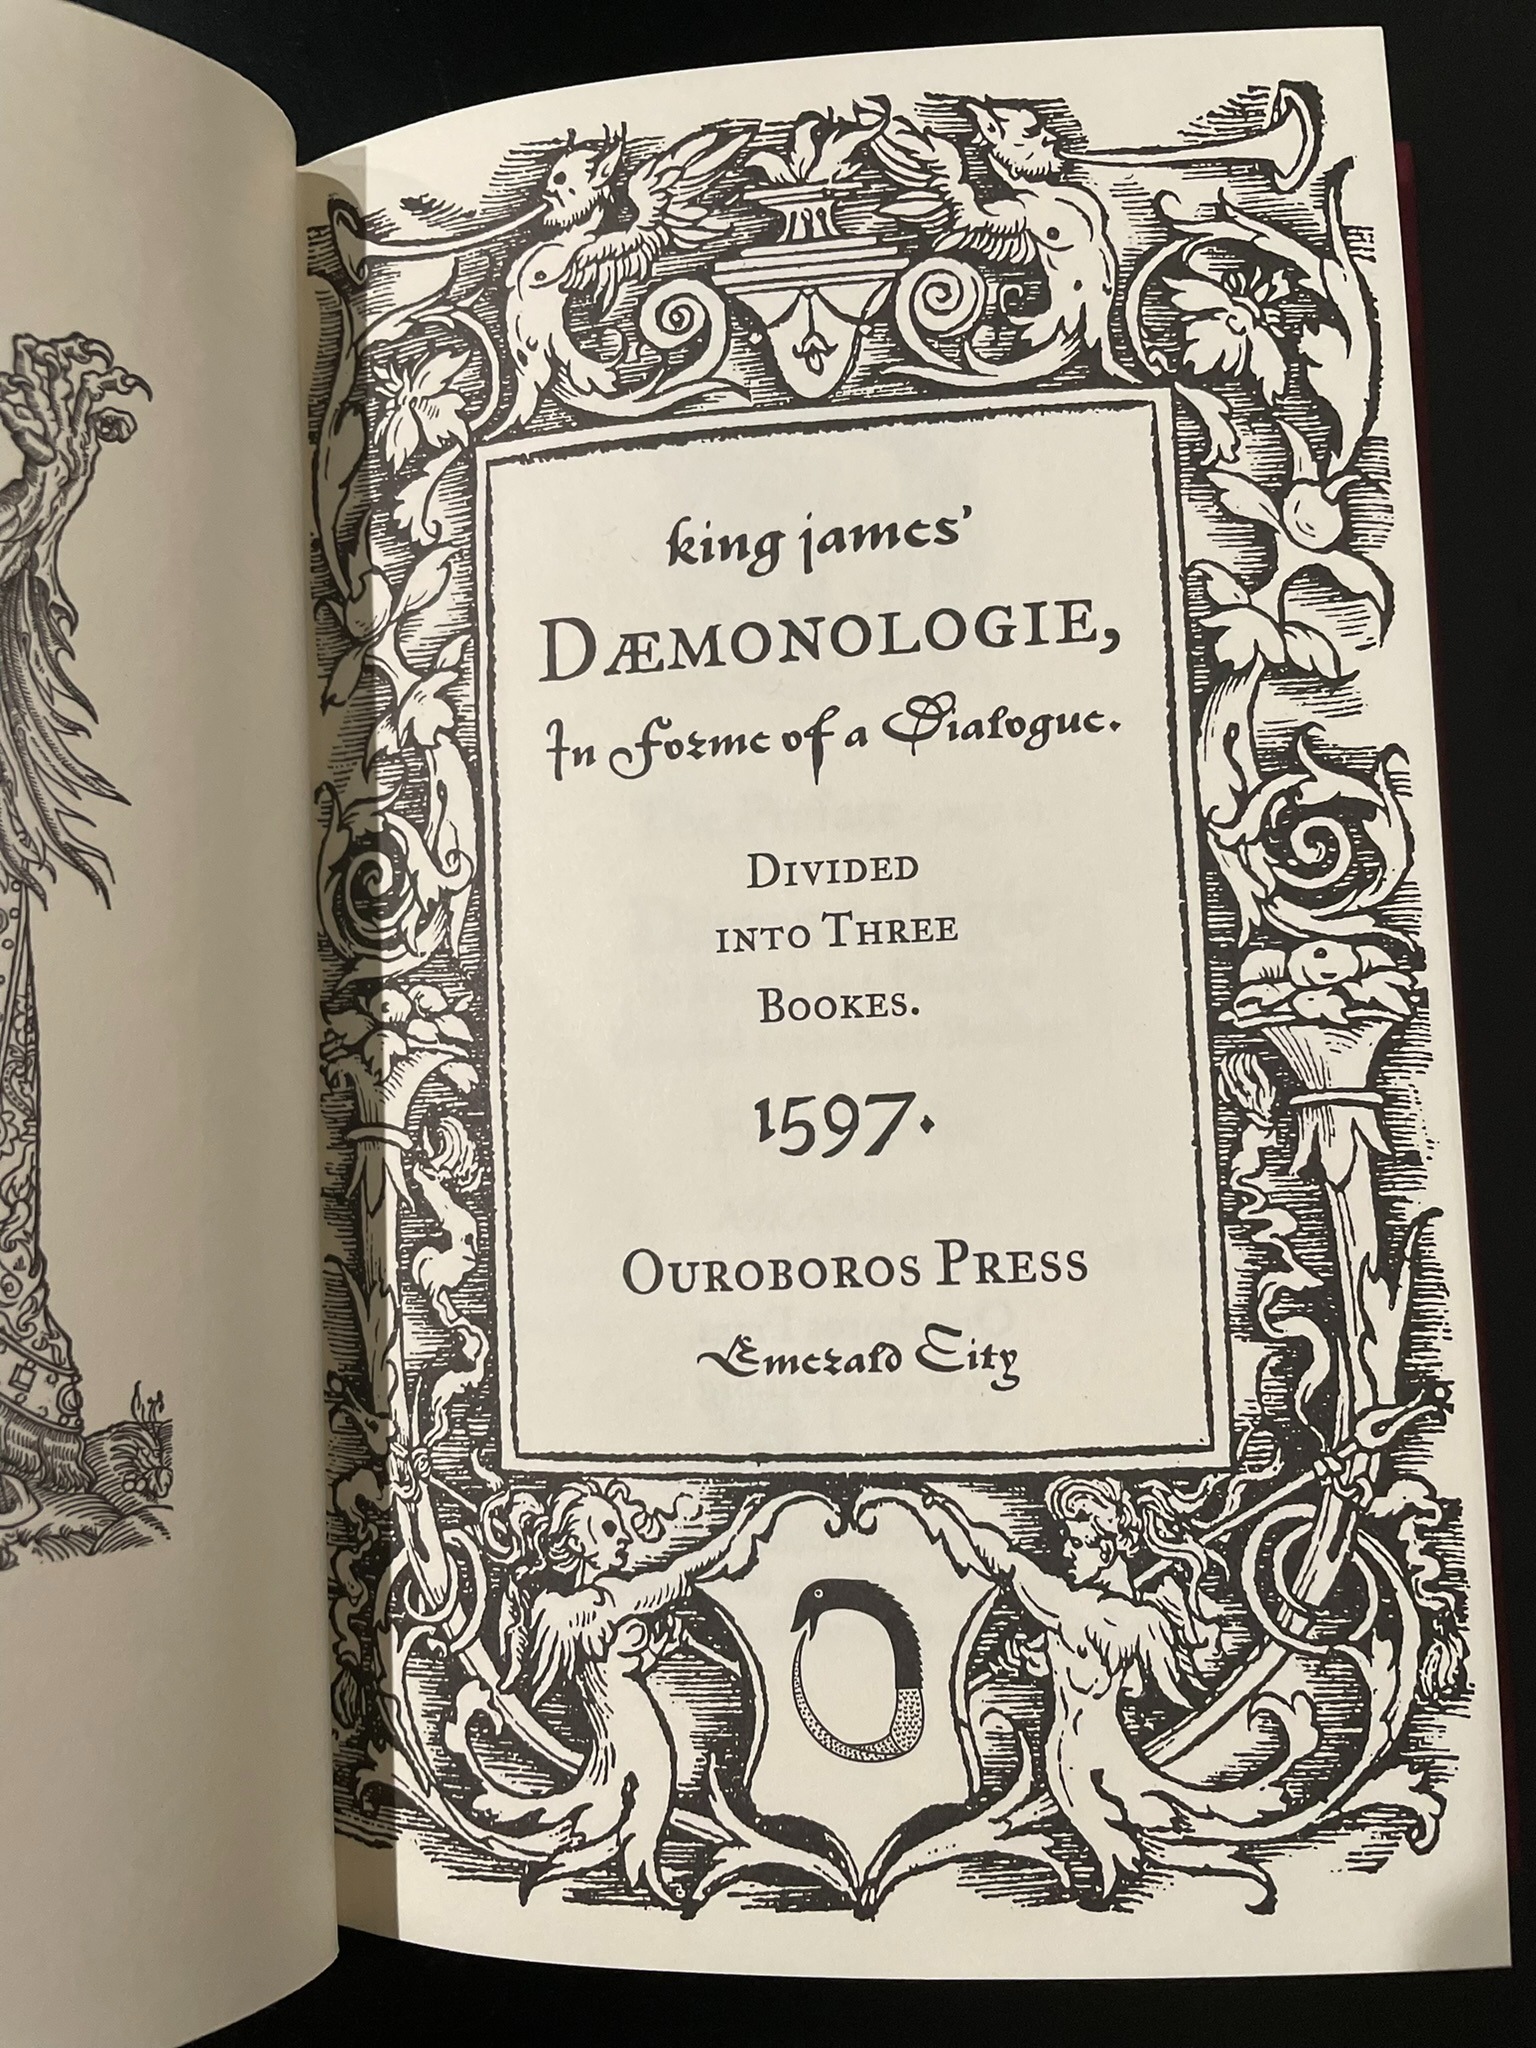 king james'
DÆMONOLOGIE,
In Forme of a Dialogue.
DIVIDED
INTO THREE
BOOKES.
1597.
OUROBOROS PRESS
Emerald City